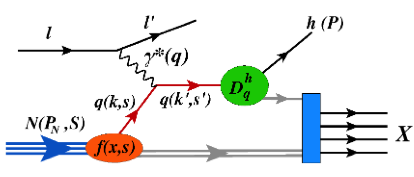 l
l'
h (P)
γ*(q)
D_q^h
q(k,s)
q(k',s')
N(P_N,S)
f(x,s)
X